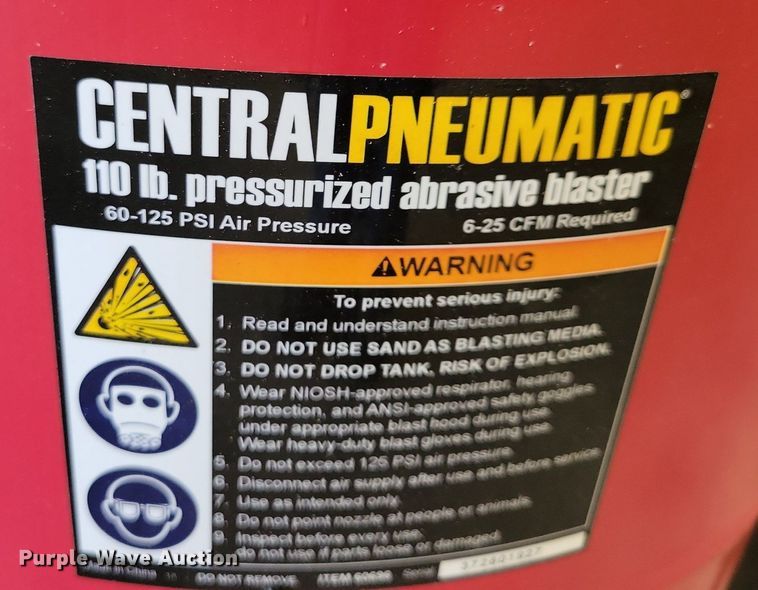 CENTRALPNEUMATIC®
110 lb. pressurized abrasive blaster
60-125 PSI Air Pressure 6-25 CFM Required
WARNING
To prevent serious injury:
1. Read and understand instruction manual.
2. DO NOT USE SAND AS BLASTING MEDIA.
3. DO NOT DROP TANK, RISK OF EXPLOSION.
4. Wear NIOSH-approved respirator, hearing
protection, and ANSI-approved safety goggles
under appropriate blast hood during use.
Wear heavy-duty blast gloves during use.
5. Do not exceed 125 PSI air pressure.
6. Disconnect air supply after use and before service.
7. Use as intended only.
8. Do not point nozzle at people or animals.
9. Inspect before every use;
do not use if parts loose or damaged.
Made in China DO NOT REMOVE ITEM Serial
Purple Wave Auction